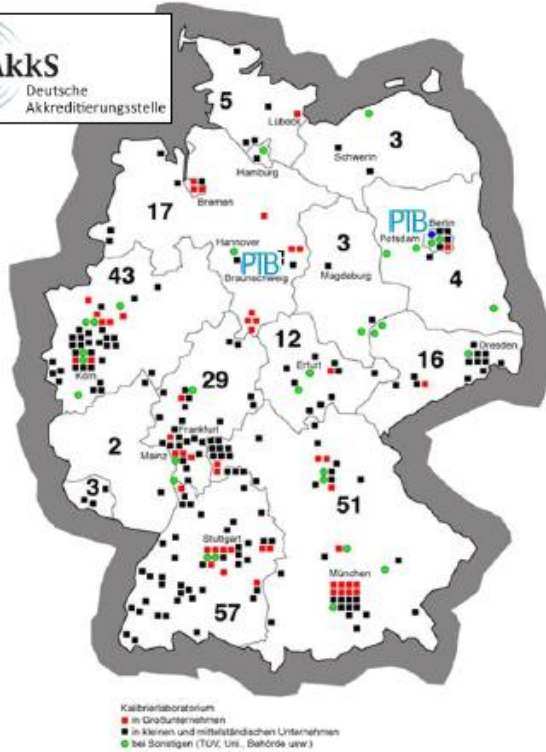 AkkS
Deutsche
Akkreditierungsstelle
5
Lübeck
3
Schwerin
Hamburg
17
Bremen
PTB
Berlin
Potsdam
3
Hannover
PTB
Braunschweig
Magdeburg
4
43
12
Erfurt
16
Dresden
Köln
29
2
Frankfurt
Mainz
3
51
Stuttgart
München
57
Kalibrierlaboratorium
in Großunternehmen
in kleinen und mittelständischen Unternehmen
bei Sonstigen (TÜV, Uni., Behörde usw.)